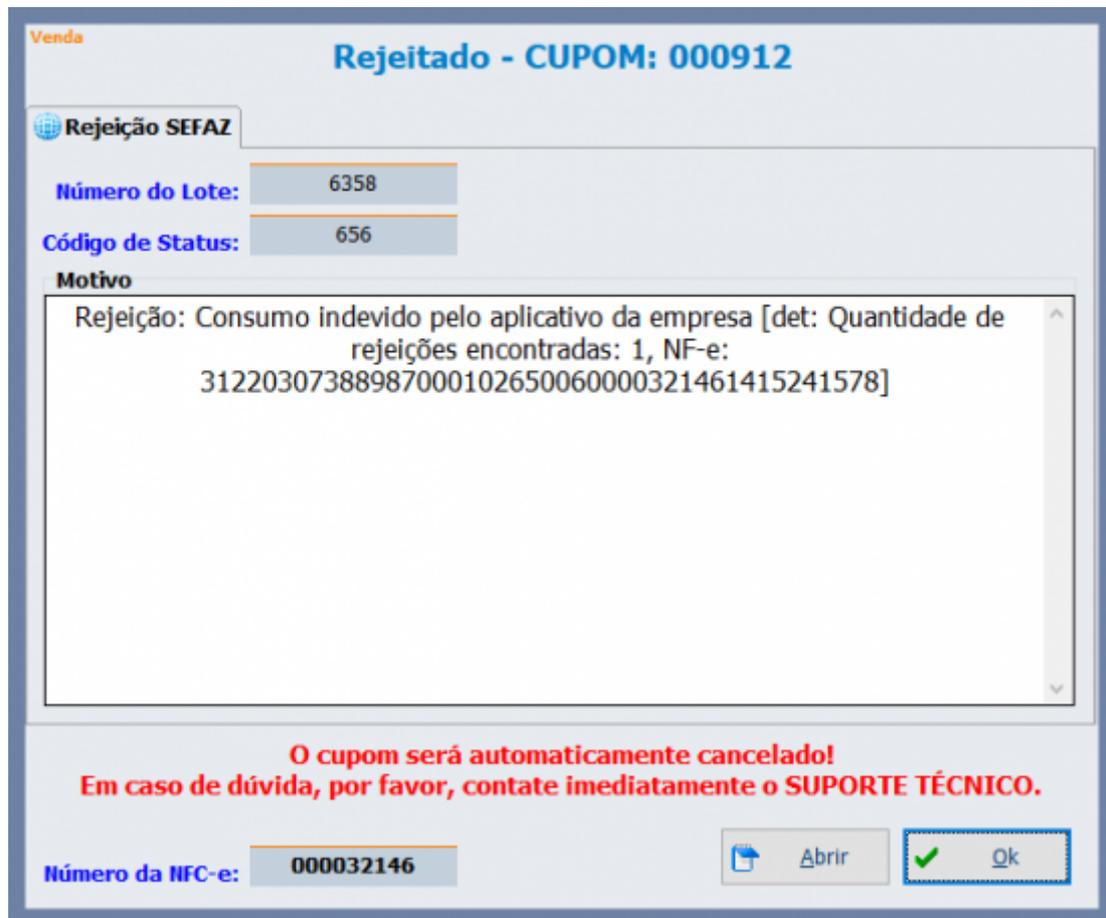 Venda
Rejeitado - CUPOM: 000912
Rejeição SEFAZ
Número do Lote: 6358
Código de Status: 656
Motivo
Rejeição: Consumo indevido pelo aplicativo da empresa [det: Quantidade de
rejeições encontradas: 1, NF-e:
31220307388987000102650060000321461415241578]
O cupom será automaticamente cancelado!
Em caso de dúvida, por favor, contate imediatamente o SUPORTE TÉCNICO.
Número da NFC-e: 000032146
Abrir
Ok